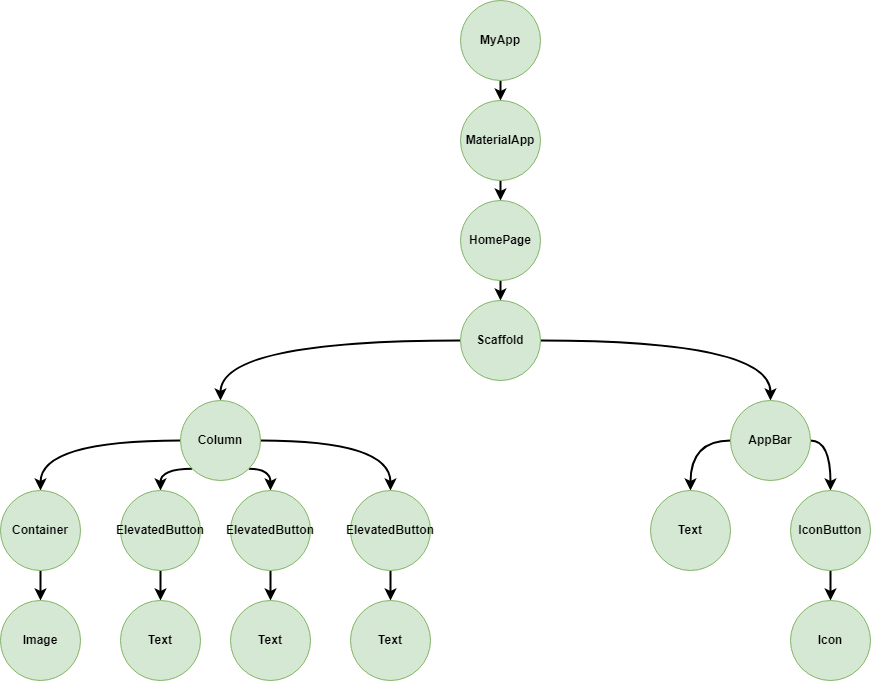 MyApp
MaterialApp
HomePage
Scaffold
Column
AppBar
Container
ElevatedButton
ElevatedButton
ElevatedButton
Text
IconButton
Image
Text
Text
Text
Icon